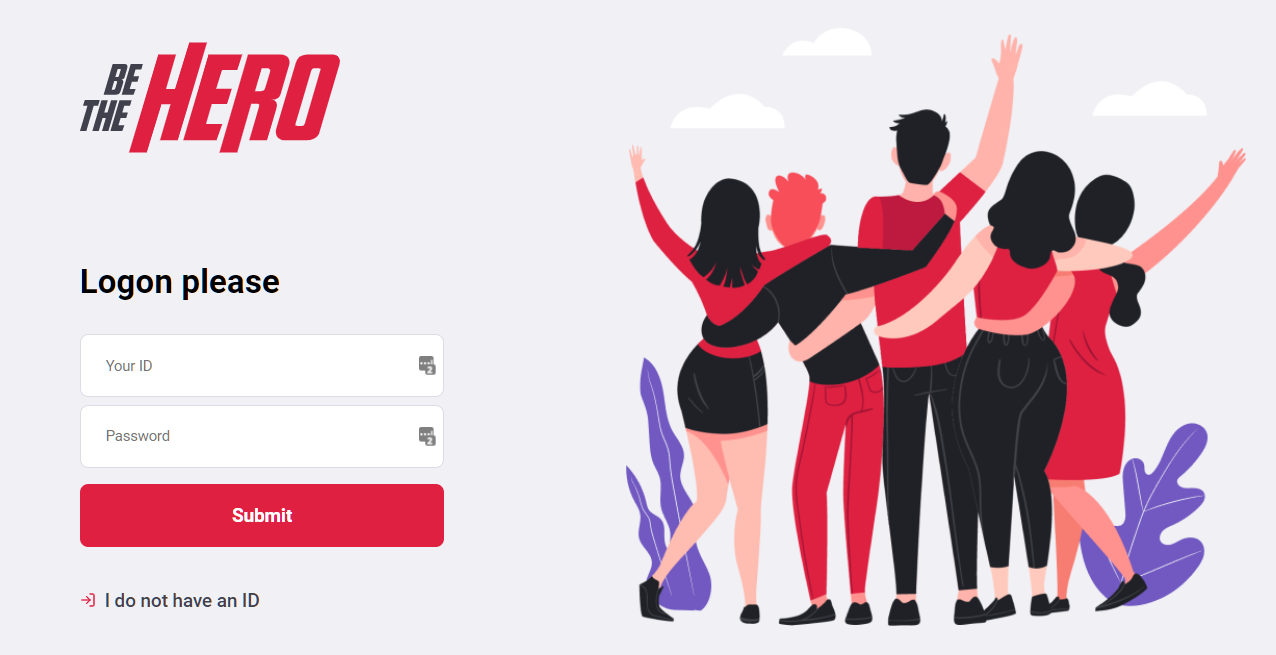 BE
THE HERO
Logon please
Your ID
Password
Submit
I do not have an ID